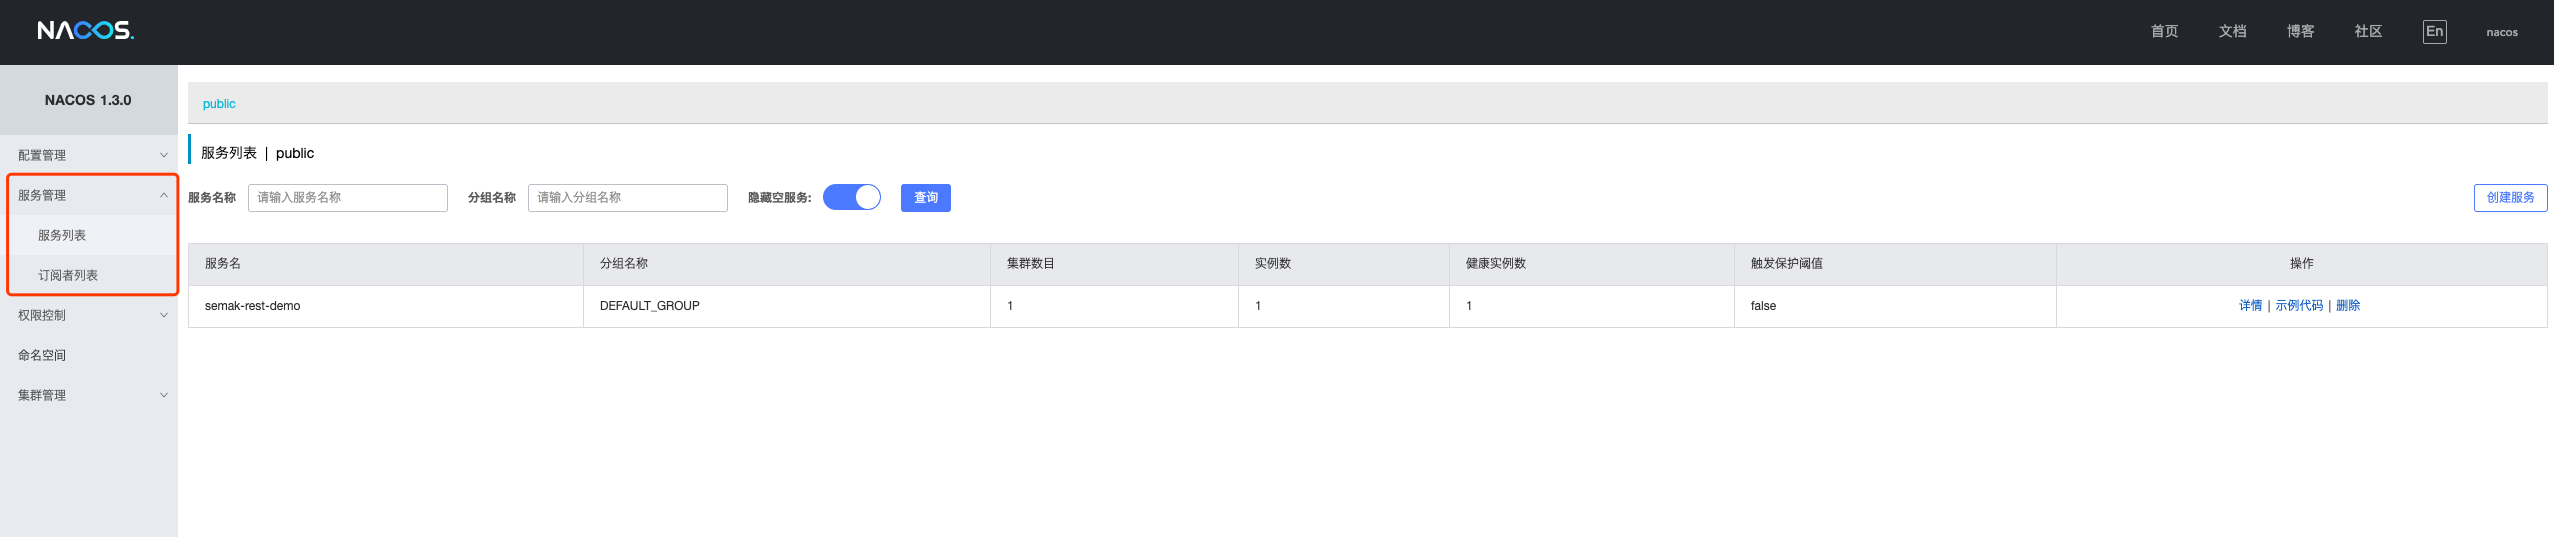 NACOS.
首页 文档 博客 社区 En nacos
NACOS 1.3.0
配置管理
服务管理
服务列表
订阅者列表
权限控制
命名空间
集群管理
public
服务列表 | public
服务名称 请输入服务名称 分组名称 请输入分组名称 隐藏空服务: 查询 创建服务
服务名 分组名称 集群数目 实例数 健康实例数 触发保护阈值 操作
semak-rest-demo DEFAULT_GROUP 1 1 1 false 详情 | 示例代码 | 删除